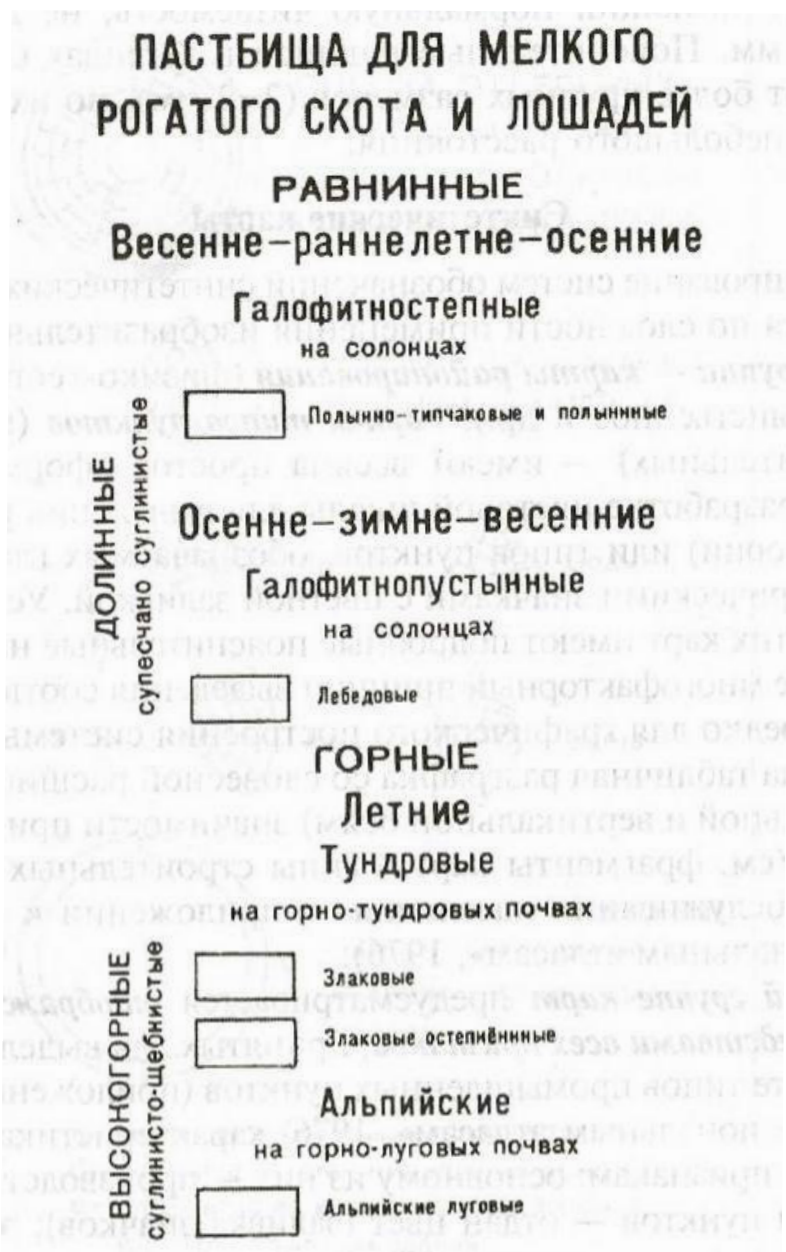 ПАСТБИЩА ДЛЯ МЕЛКОГО
РОГАТОГО СКОТА И ЛОШАДЕЙ
РАВНИННЫЕ
Весенне-раннелетне-осенние
Галофитностепные
на солонцах
ДОЛИННЫЕ
супесчано суглинистые
Полынно-типчаковые и полынные
Осенне-зимне-весенние
Галофитнопустынные
на солонцах
Лебедовые
ГОРНЫЕ
Летние
Тундровые
на горно-тундровых почвах
ВЫСОКОГОРНЫЕ
суглинисто-щебнистые
Злаковые
Злаковые остепнённые
Альпийские
на горно-луговых почвах
Альпийские луговые